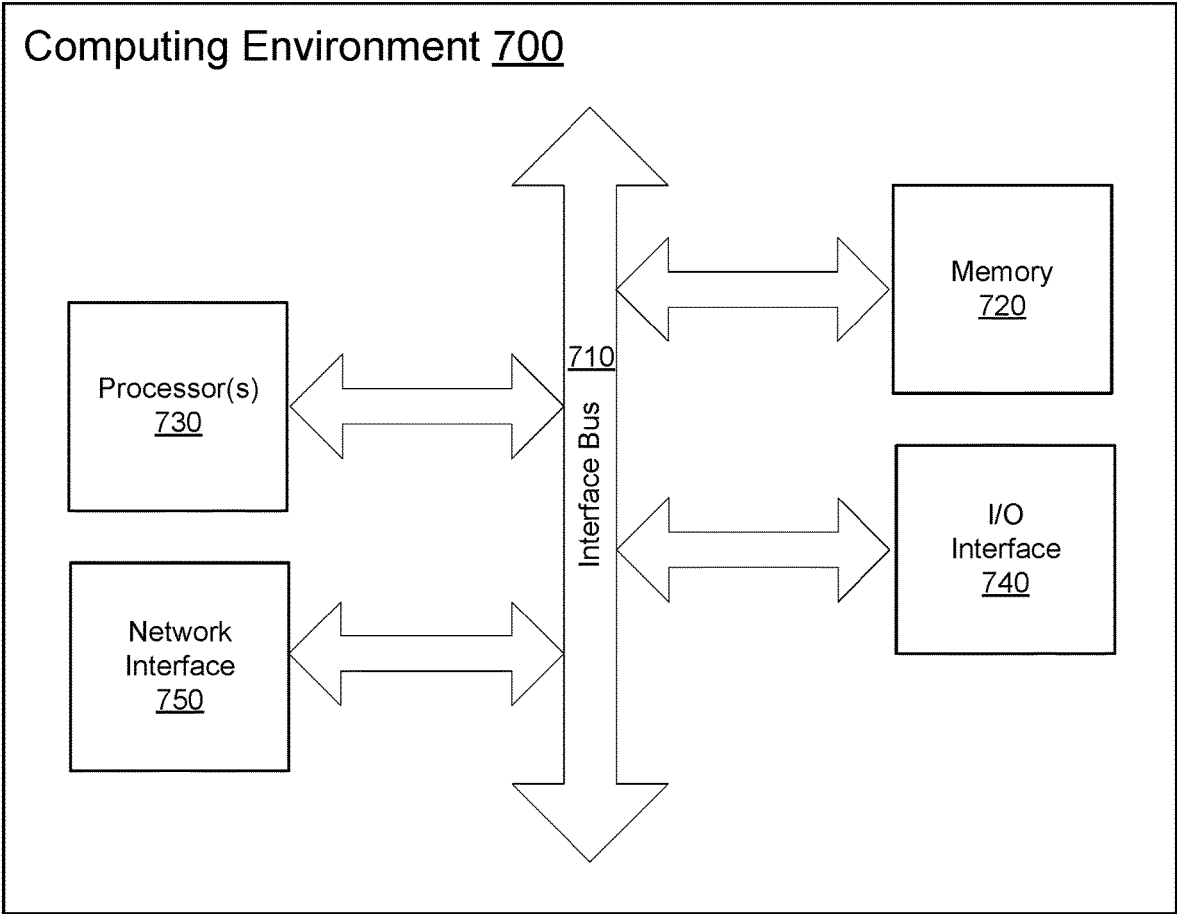 Computing Environment 700
Memory
720
710
Interface Bus
Processor(s)
730
I/O
Interface
740
Network
Interface
750